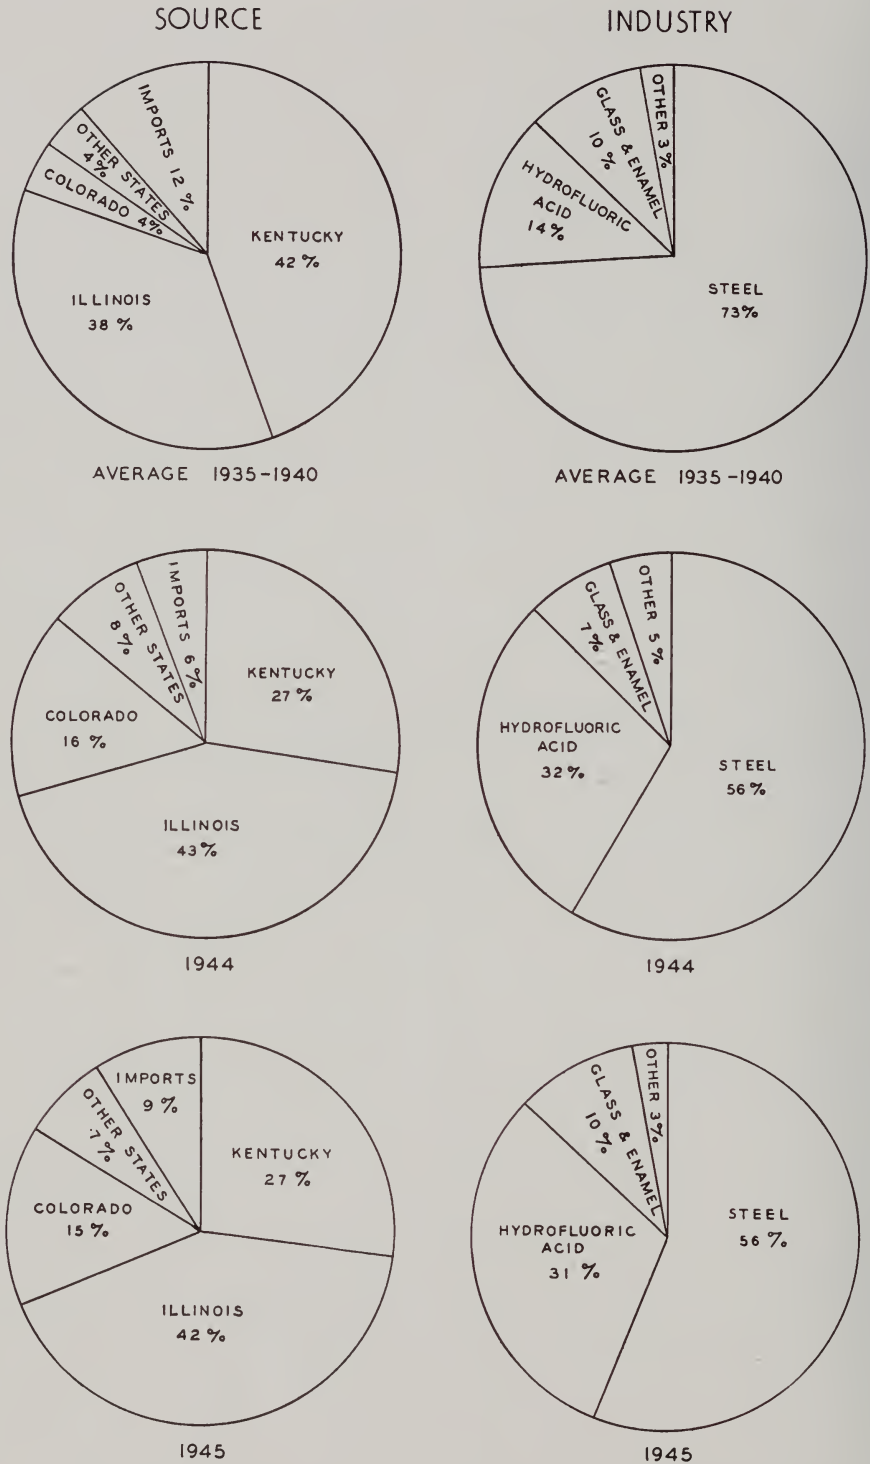 SOURCE
IMPORTS 12 %
OTHER STATES
4%
COLORADO 4%
KENTUCKY
42 %
ILLINOIS
38 %
AVERAGE 1935-1940
INDUSTRY
OTHER 3%
GLASS & ENAMEL
10 %
HYDROFLUORIC
ACID
14%
STEEL
73%
AVERAGE 1935-1940
IMPORTS 6%
OTHER STATES
8%
COLORADO
16 %
KENTUCKY
27 %
ILLINOIS
43%
1944
OTHER 5%
GLASS & ENAMEL
7%
HYDROFLUORIC
ACID
32%
STEEL
56%
1944
IMPORTS
9 %
OTHER STATES
.7%
COLORADO
15 %
KENTUCKY
27 %
ILLINOIS
42%
1945
OTHER 3%
GLASS & ENAMEL
10%
HYDROFLUORIC
ACID
31 %
STEEL
56 %
1945